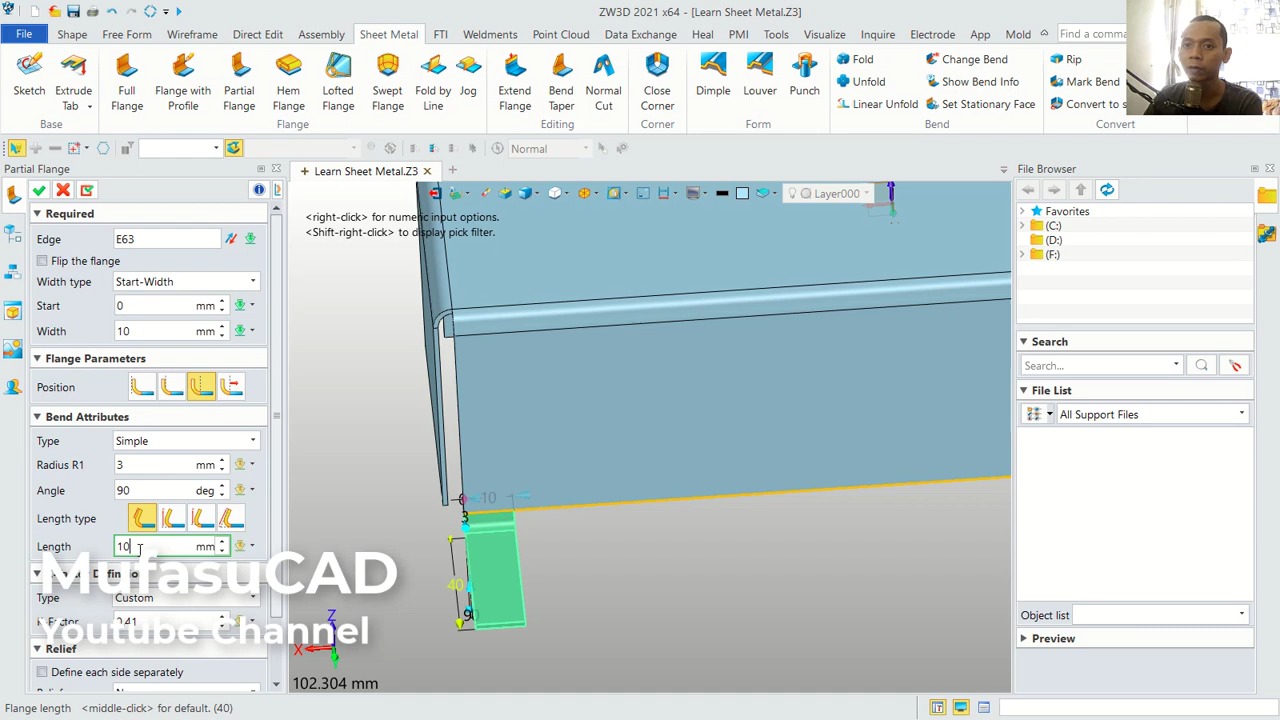 ZW3D 2021 x64 - [Learn Sheet Metal.Z3]
File
Shape
Free Form
Wireframe
Direct Edit
Assembly
Sheet Metal
FTI
Weldments
Point Cloud
Data Exchange
Heal
PMI
Tools
Visualize
Inquire
Electrode
App
Mold
Find a comma
Sketch
Extrude Tab
Full Flange
Flange with Profile
Partial Flange
Hem Flange
Lofted Flange
Swept Flange
Fold by Line
Jog
Extend Flange
Bend Taper
Normal Cut
Close Corner
Dimple
Louver
Punch
Fold
Unfold
Linear Unfold
Change Bend
Show Bend Info
Set Stationary Face
Rip
Mark Bend
Convert to s
Base
Flange
Editing
Corner
Form
Bend
Convert
Normal
Partial Flange
Required
Edge E63
Flip the flange
Width type Start-Width
Start 0 mm
Width 10 mm
Flange Parameters
Position
Bend Attributes
Type Simple
Radius R1 3 mm
Angle 90 deg
Length type
Length 10 mm
Type Custom
0.41
Relief
Define each side separately
Learn Sheet Metal.Z3
Layer000
<right-click> for numeric input options.
<Shift-right-click> to display pick filter.
0
10
3
40
90
Z
X
102.304 mm
MufasuCAD
Youtube Channel
File Browser
Favorites
(C:)
(D:)
(F:)
Search
Search...
File List
All Support Files
Object list
Preview
Flange length <middle-click> for default. (40)